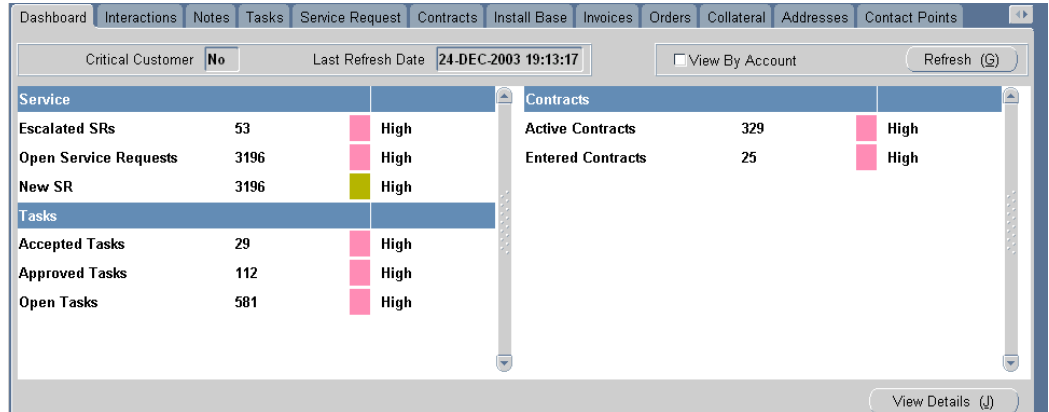 Dashboard Interactions Notes Tasks Service Request Contracts Install Base Invoices Orders Collateral Addresses Contact Points
Critical Customer No Last Refresh Date 24-DEC-2003 19:13:17 View By Account Refresh (G)
Service
Escalated SRs 53 High
Open Service Requests 3196 High
New SR 3196 High
Tasks
Accepted Tasks 29 High
Approved Tasks 112 High
Open Tasks 581 High
Contracts
Active Contracts 329 High
Entered Contracts 25 High
View Details (J)